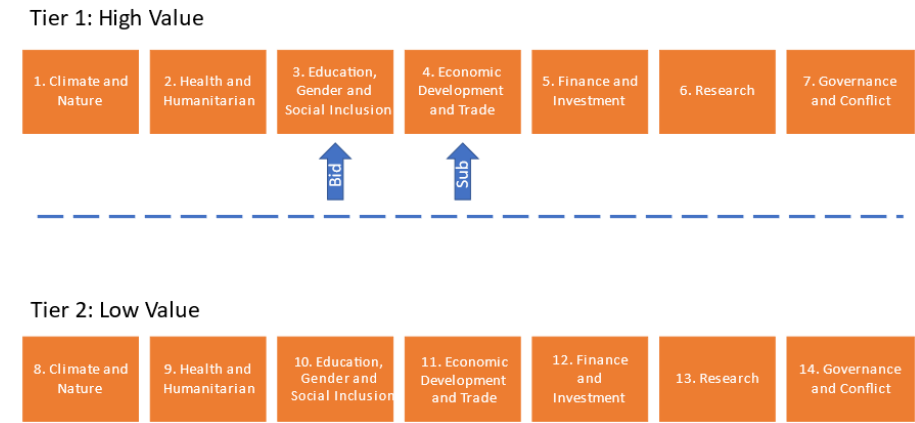 Tier 1: High Value
1. Climate and
Nature
2. Health and
Humanitarian
3. Education,
Gender and
Social Inclusion
4. Economic
Development
and Trade
5. Finance and
Investment
6. Research
7. Governance
and Conflict
Bid
Sub
Tier 2: Low Value
8. Climate and
Nature
9. Health and
Humanitarian
10. Education,
Gender and
Social Inclusion
11. Economic
Development
and Trade
12. Finance
and
Investment
13. Research
14. Governance
and Conflict